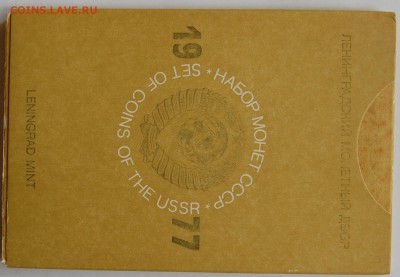 COINS.LAVE.RU
ЛЕНИНГРАДСКИЙ МОНЕТНЫЙ ДВОР
19 77
НАБОР МОНЕТ СССР * SET OF COINS OF THE USSR *
LENINGRAD MINT